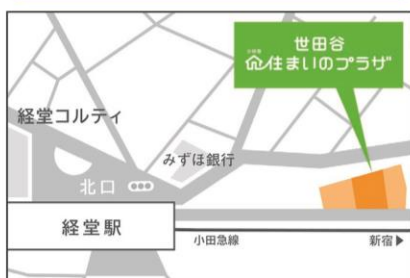 世田谷
住まいのプラザ
経堂コルティ
みずほ銀行
北口
経堂駅
小田急線
新宿▶